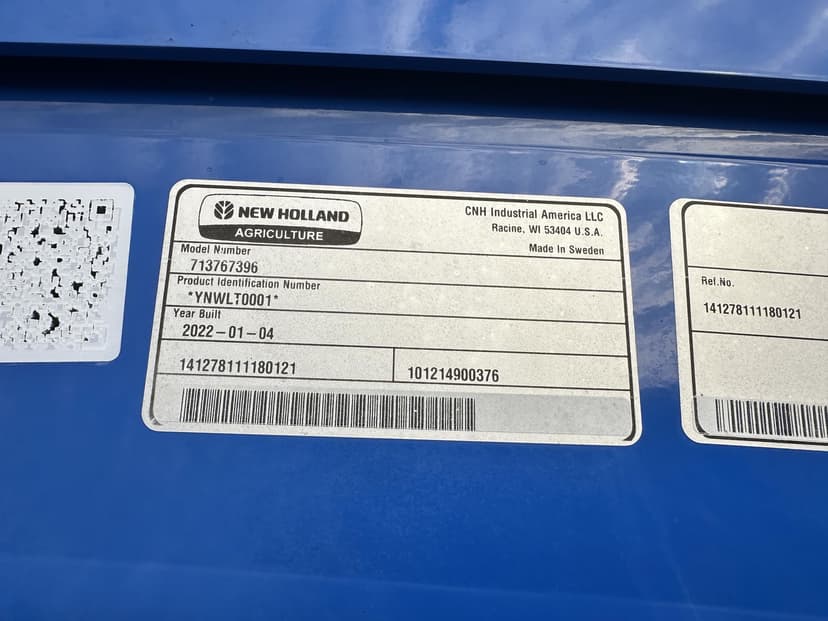 NEW HOLLAND
AGRICULTURE
CNH Industrial America LLC
Racine, WI 53404 U.S.A.
Made in Sweden
Model Number
713767396
Product Identification Number
*YNWLT0001*
Year Built
2022-01-04
141278111180121
101214900376
Ref.No.
141278111180121